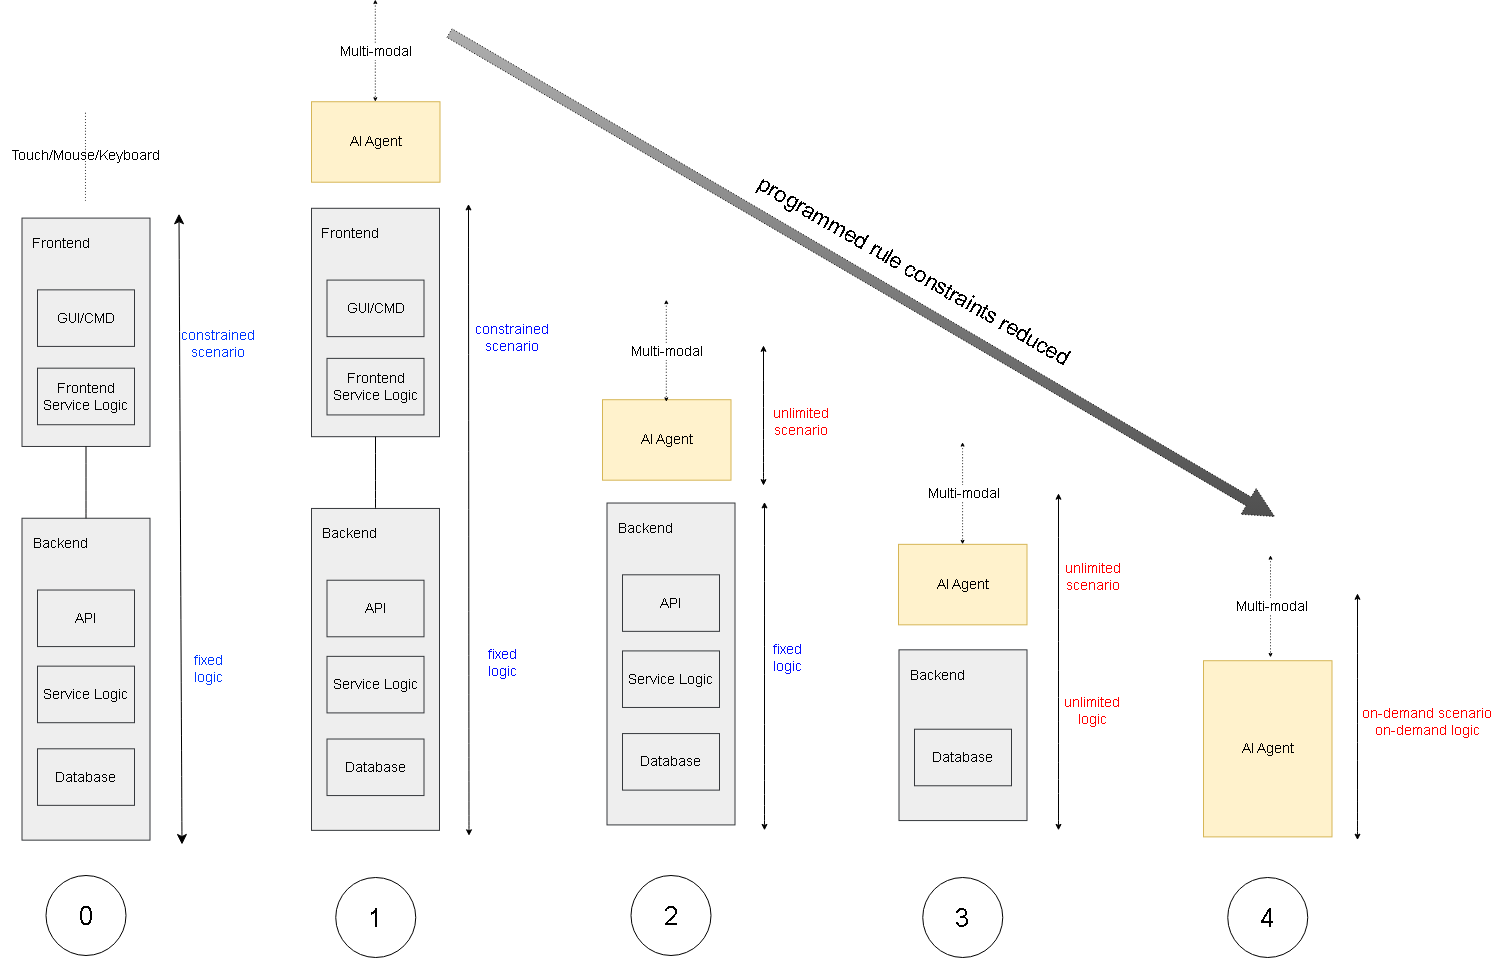 Touch/Mouse/Keyboard
Frontend
GUI/CMD
Frontend
Service Logic
Backend
API
Service Logic
Database
constrained
scenario
fixed
logic
0
Multi-modal
AI Agent
Frontend
GUI/CMD
Frontend
Service Logic
Backend
API
Service Logic
Database
constrained
scenario
fixed
logic
1
programmed rule constraints reduced
Multi-modal
AI Agent
Backend
API
Service Logic
Database
unlimited
scenario
fixed
logic
2
Multi-modal
AI Agent
Backend
Database
unlimited
scenario
unlimited
logic
3
Multi-modal
AI Agent
on-demand scenario
on-demand logic
4